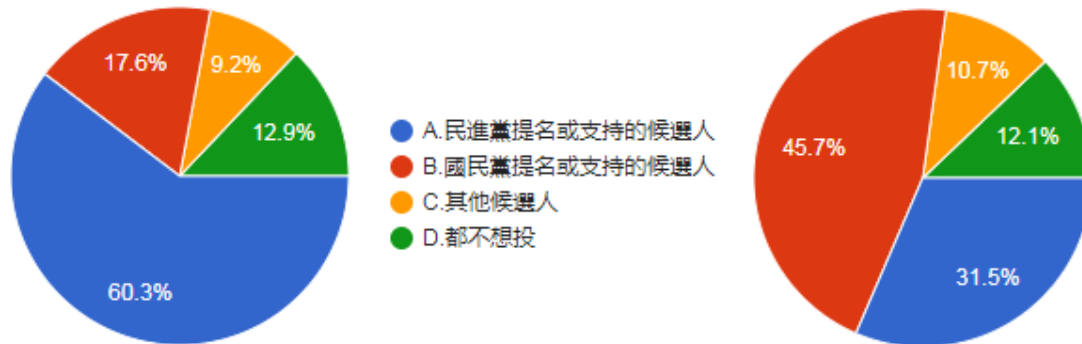 17.6%
9.2%
12.9%
60.3%
A.民進黨提名或支持的候選人
B.國民黨提名或支持的候選人
C.其他候選人
D.都不想投
10.7%
45.7%
12.1%
31.5%